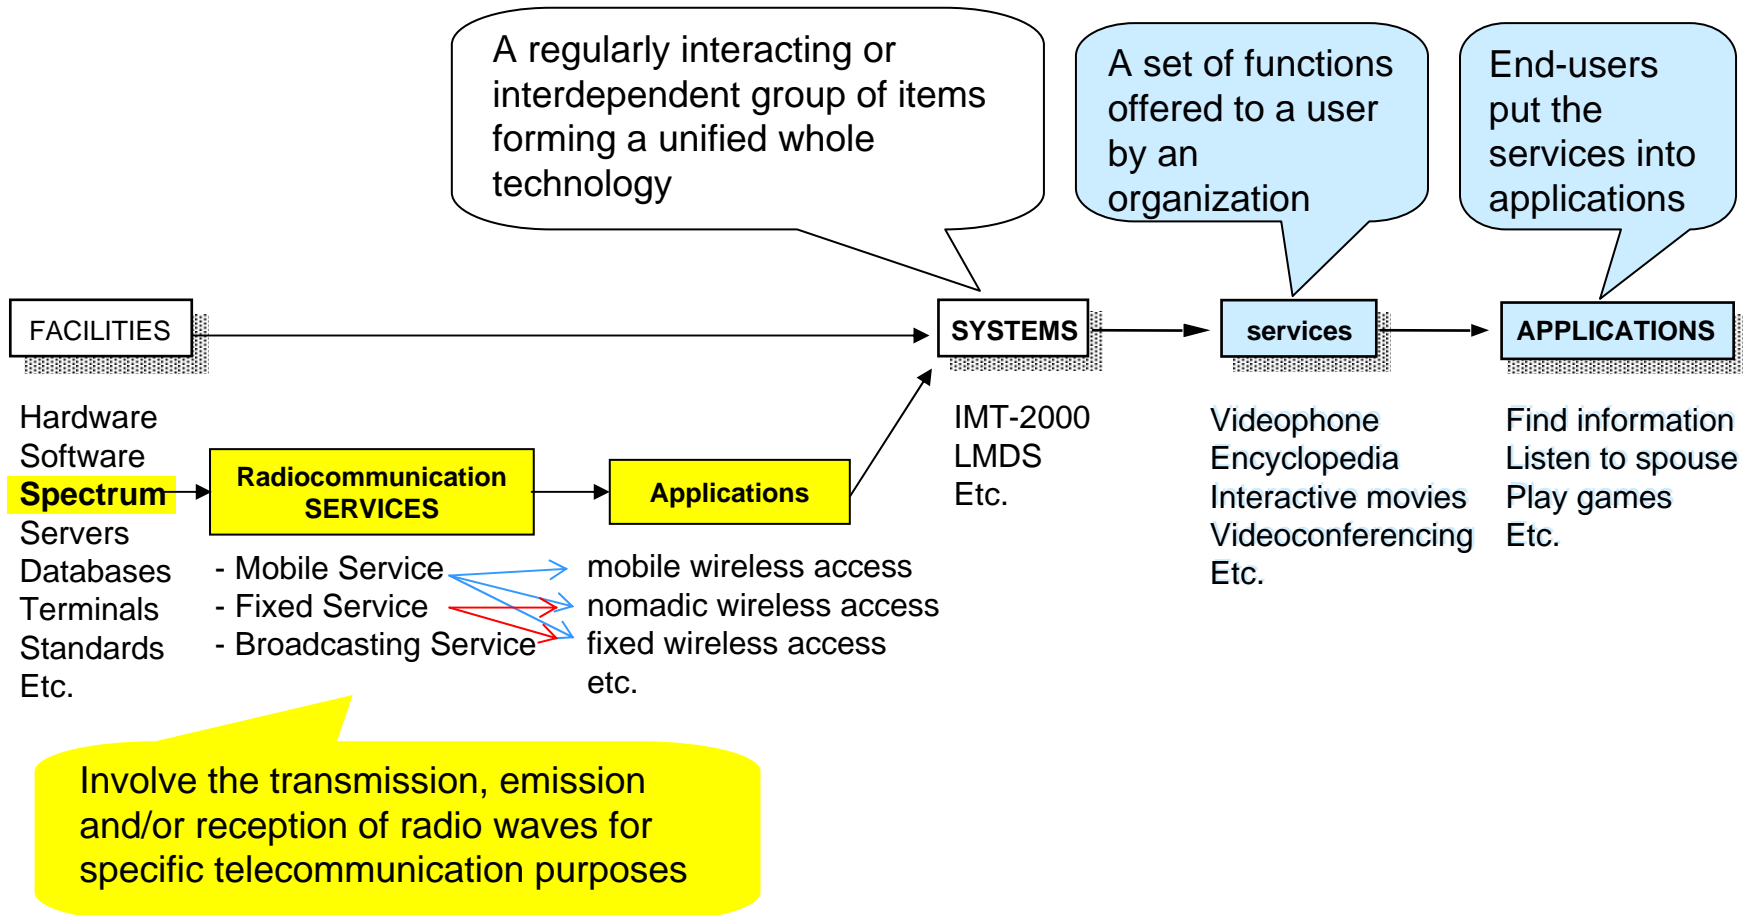 A regularly interacting or
interdependent group of items
forming a unified whole
technology
A set of functions
offered to a user
by an
organization
End-users
put the
services into
applications
FACILITIES
SYSTEMS
services
APPLICATIONS
Hardware
Software
Spectrum
Servers
Databases
Terminals
Standards
Etc.
Radiocommunication
SERVICES
Applications
- Mobile Service
- Fixed Service
- Broadcasting Service
mobile wireless access
nomadic wireless access
fixed wireless access
etc.
IMT-2000
LMDS
Etc.
Videophone
Encyclopedia
Interactive movies
Videoconferencing
Etc.
Find information
Listen to spouse
Play games
Etc.
Involve the transmission, emission
and/or reception of radio waves for
specific telecommunication purposes